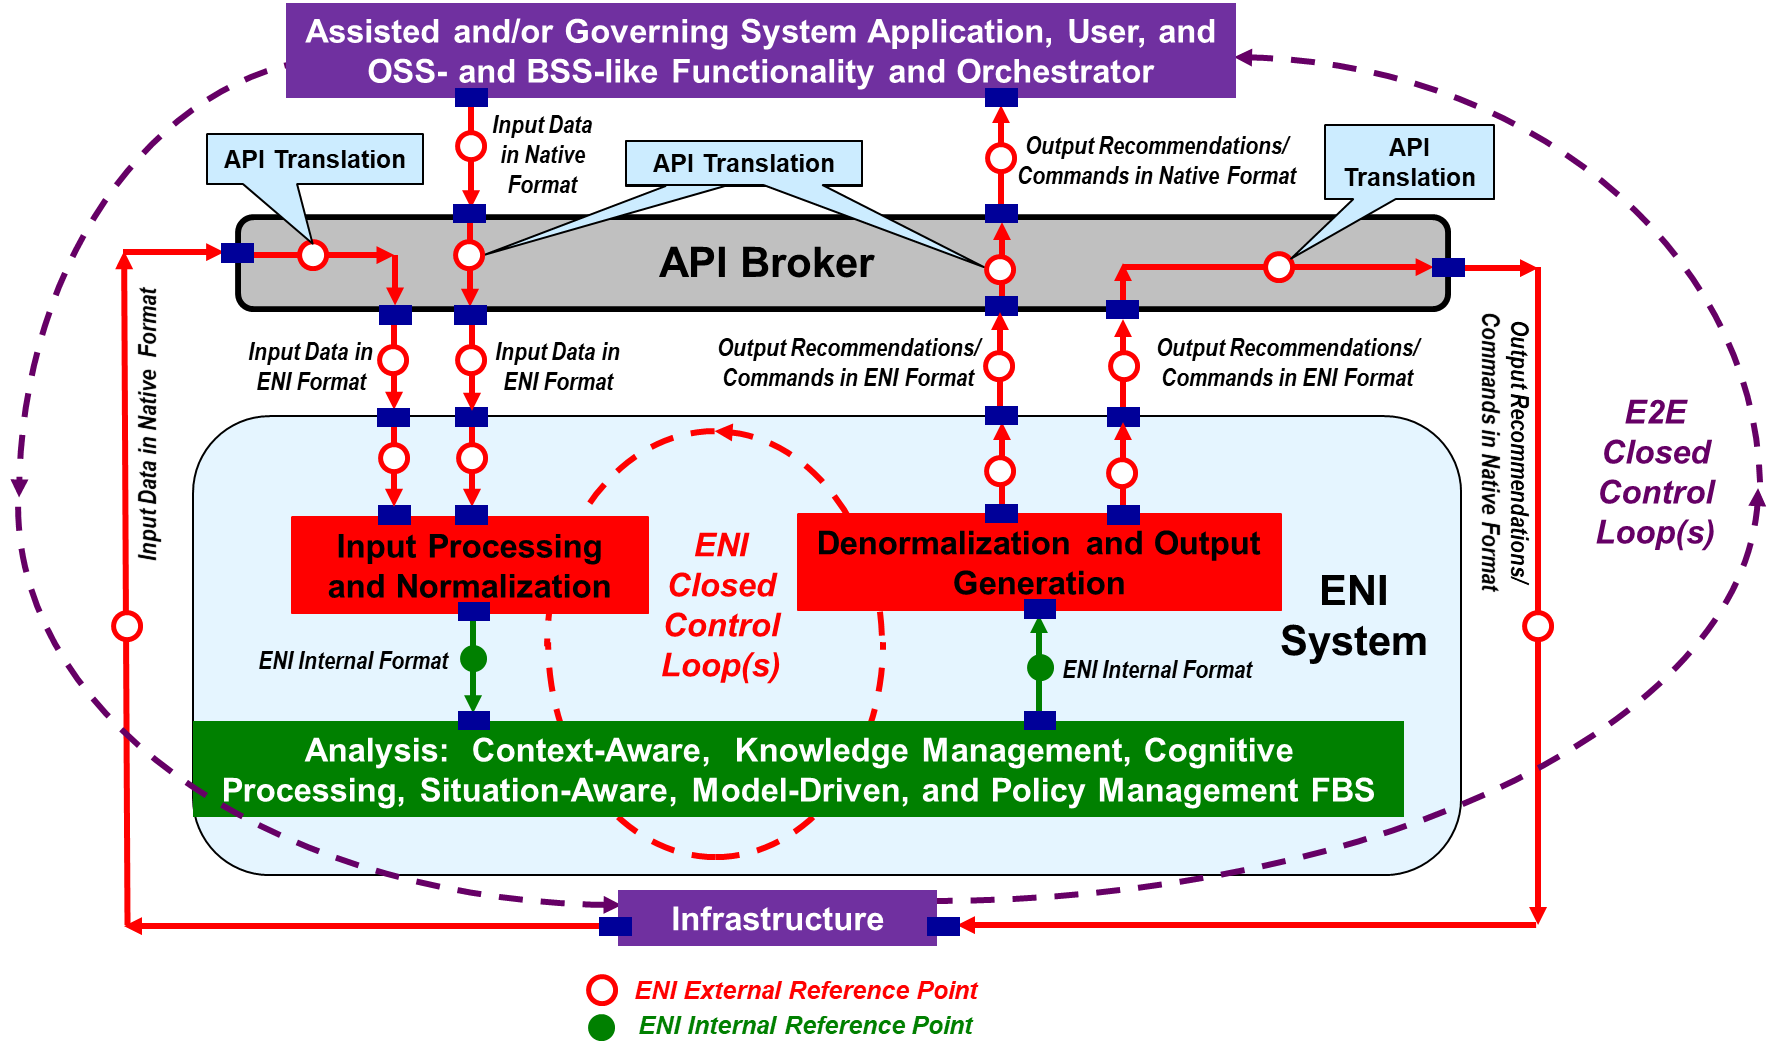 Assisted and/or Governing System Application, User, and
OSS- and BSS-like Functionality and Orchestrator
Input Data
in Native
Format
Output Recommendations/
Commands in Native Format
API Translation
API Translation
API
Translation
API Broker
Input Data in Native Format
Input Data in
ENI Format
Input Data in
ENI Format
Output Recommendations/
Commands in ENI Format
Output Recommendations/
Commands in ENI Format
Output Recommendations/
Commands in Native Format
E2E
Closed
Control
Loop(s)
Input Processing
and Normalization
ENI
Closed
Control
Loop(s)
Denormalization and Output
Generation
ENI
System
ENI Internal Format
ENI Internal Format
Analysis: Context-Aware, Knowledge Management, Cognitive
Processing, Situation-Aware, Model-Driven, and Policy Management FBS
Infrastructure
ENI External Reference Point
ENI Internal Reference Point